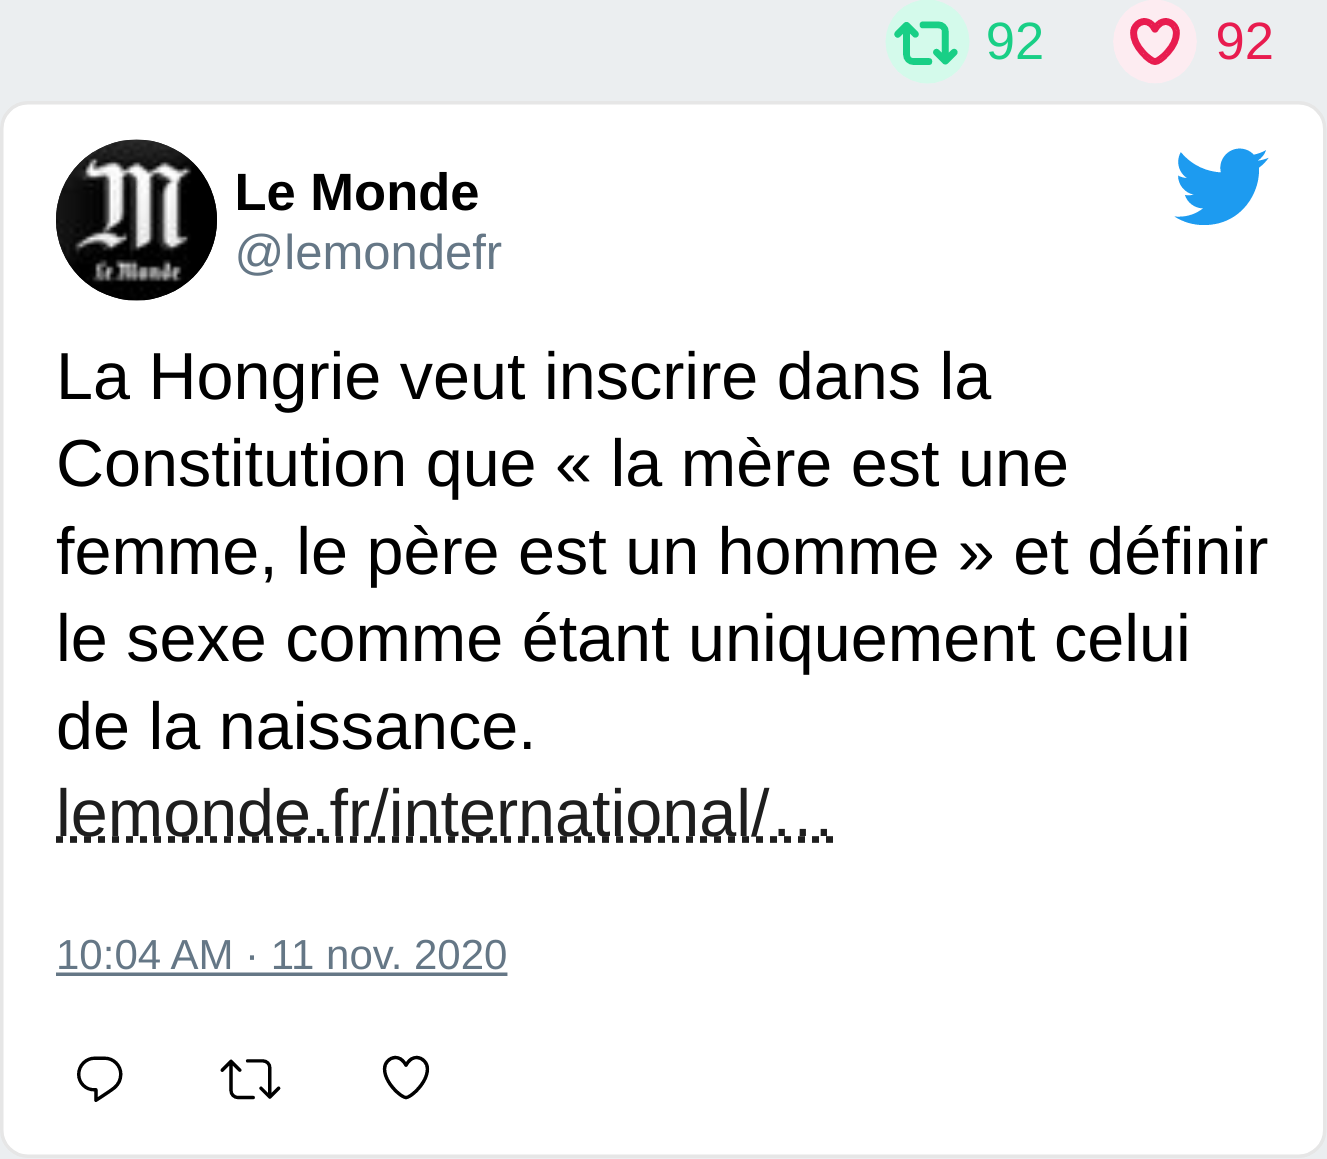 92 92
Le Monde
Le Monde
@lemondefr
La Hongrie veut inscrire dans la
Constitution que « la mère est une
femme, le père est un homme » et définir
le sexe comme étant uniquement celui
de la naissance.
lemonde.fr/international/…
10:04 AM · 11 nov. 2020